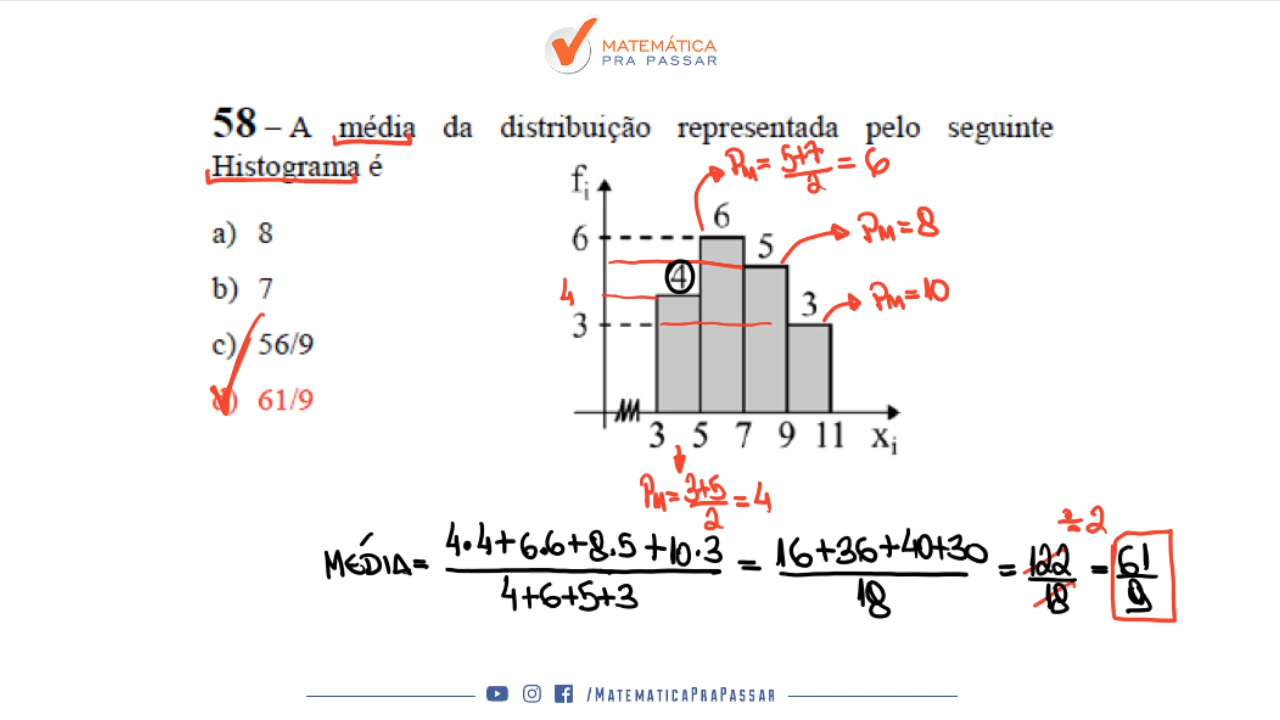 MATEMÁTICA
PRA PASSAR
58 – A média da distribuição representada pelo seguinte
Histograma é
a) 8
b) 7
c) 56/9
d) 61/9
fi
6
4
3
4
6
5
3
3 5 7 9 11 xi
PM = 5+7/2 = 6
PM = 8
PM = 10
PM = 3+5/2 = 4
÷2
MÉDIA = 4·4+6·6+8·5+10·3/4+6+5+3 = 16+36+40+30/18 = 122/18 = 61/9
/MATEMATICAPRAPASSAR